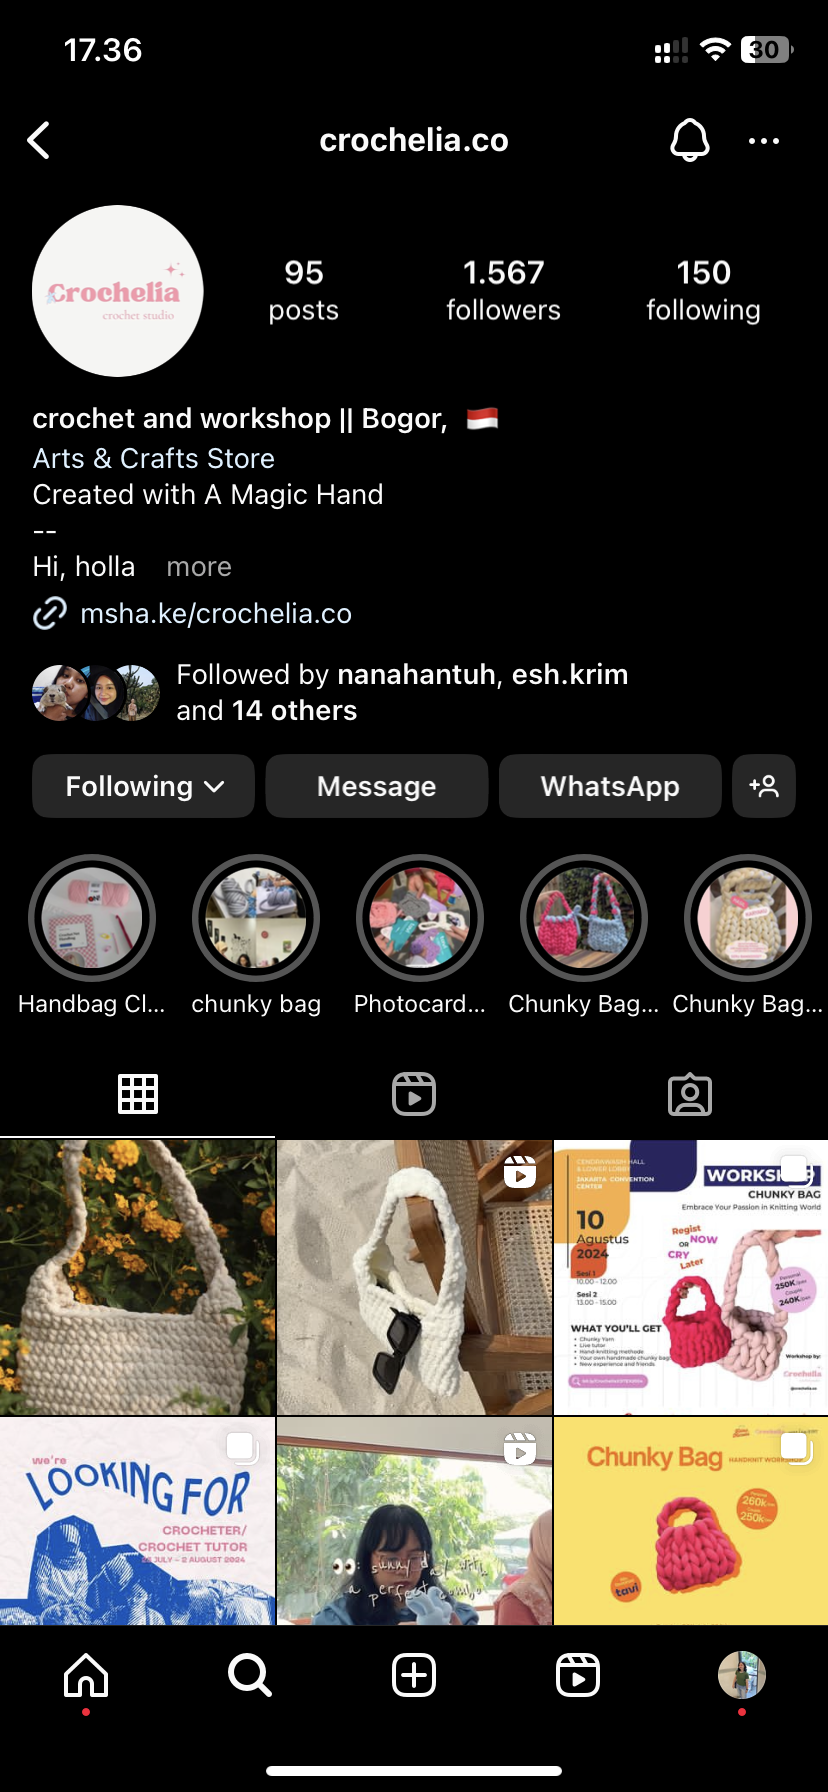 17.36
30
crochelia.co
Crochelia
crochet studio
95
posts
1.567
followers
150
following
crochet and workshop || Bogor,
Arts & Crafts Store
Created with A Magic Hand
--
Hi, holla more
msha.ke/crochelia.co
Followed by nanahantuh, esh.krim
and 14 others
Following
Message
WhatsApp
Handbag Cl...
chunky bag
Photocard...
Chunky Bag...
Chunky Bag...
CENDRAWASIH HALL
& LOWER LOBBY
JAKARTA CONVENTION
CENTER
10
Agustus
2024
Sesi 1
10.00 - 12.00
Sesi 2
13.00 - 15.00
CHUNKY BAG
Embrace Your Passion in Knitting World
Regist
NOW
OR
CRY
Later
Personal
250K/pax
Couple
240K/pax
WHAT YOU'LL GET
• Chunky Yarn
• Live tutor
• Hand-knitting methode
• Your own handmade chunky bag
• New experience and friends
Workshop by:
Crochelia
@crochelia.co
we're
LOOKING FOR
CROCHETER/
CROCHET TUTOR
JULY - 2 AUGUST 2024
: sunny day with
a perfect combo
Chunky Bag
HANDKNIT WORKSHOP
260K
250K
tavi